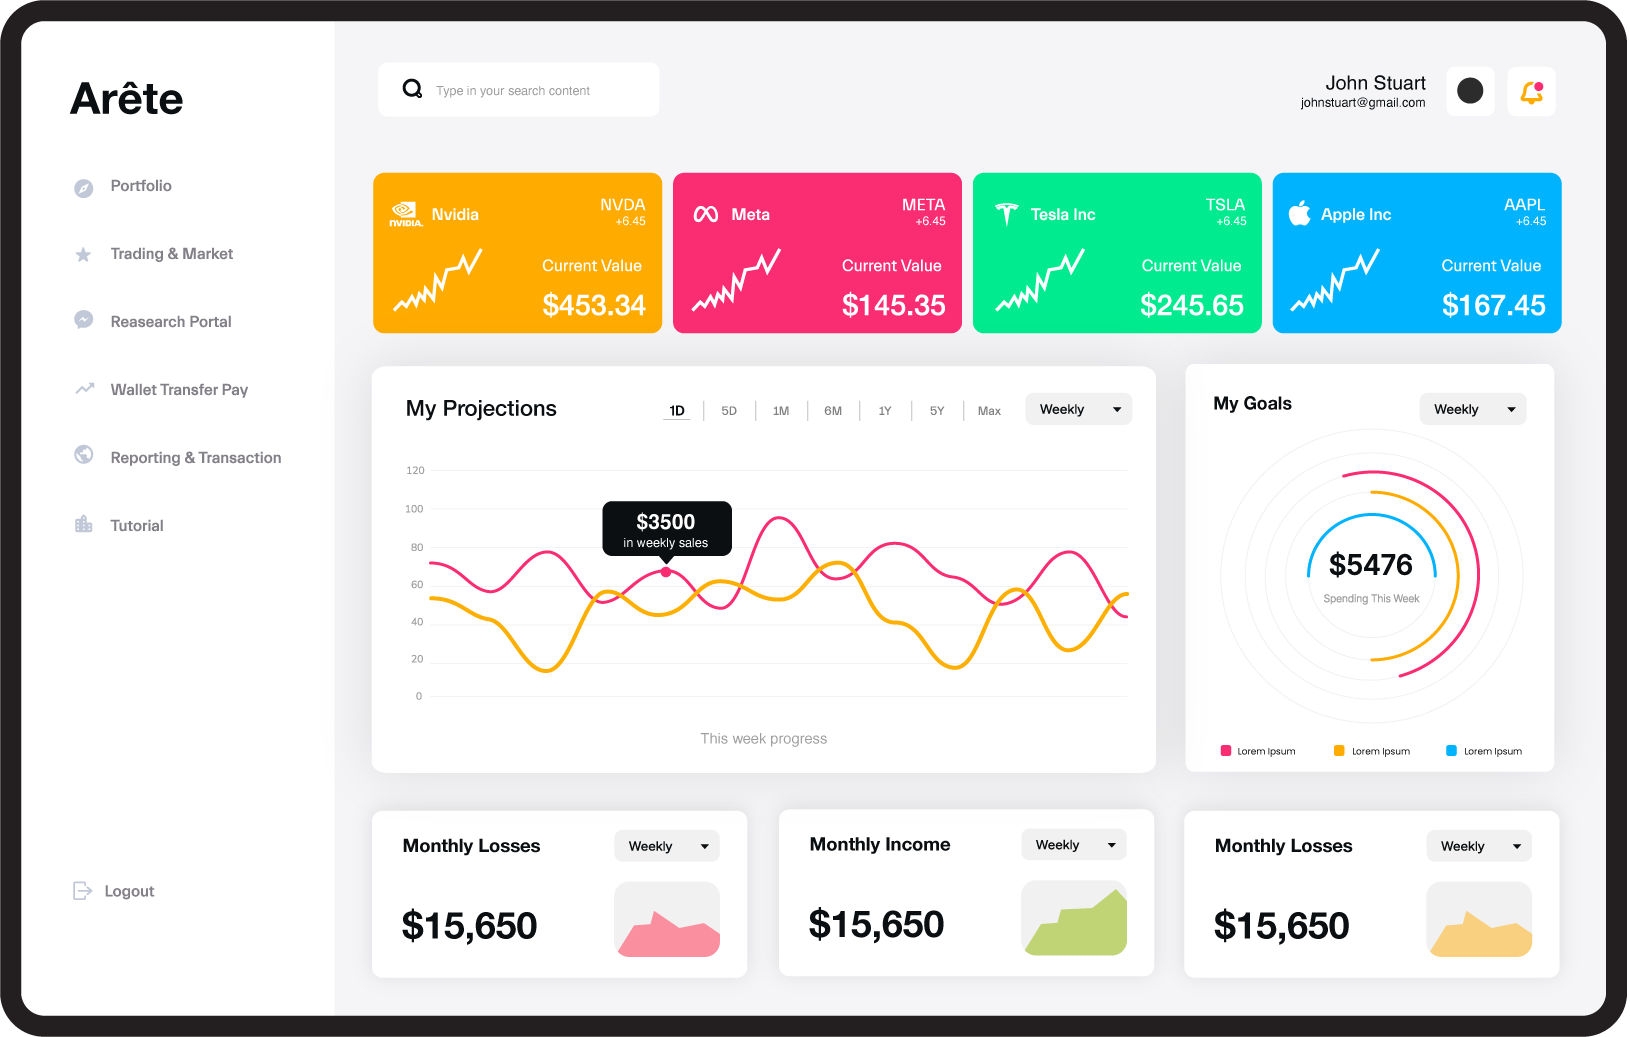 Arête
Portfolio
Trading & Market
Reasearch Portal
Wallet Transfer Pay
Reporting & Transaction
Tutorial
Logout
Type in your search content
John Stuart
johnstuart@gmail.com
NVIDIA.
Nvidia
NVDA
+6.45
Current Value
$453.34
Meta
META
+6.45
Current Value
$145.35
Tesla Inc
TSLA
+6.45
Current Value
$245.65
Apple Inc
AAPL
+6.45
Current Value
$167.45
My Projections
1D
5D
1M
6M
1Y
5Y
Max
Weekly
120
100
80
60
40
20
0
$3500
in weekly sales
This week progress
My Goals
Weekly
$5476
Spending This Week
Lorem Ipsum
Lorem Ipsum
Lorem Ipsum
Monthly Losses
Weekly
$15,650
Monthly Income
Weekly
$15,650
Monthly Losses
Weekly
$15,650